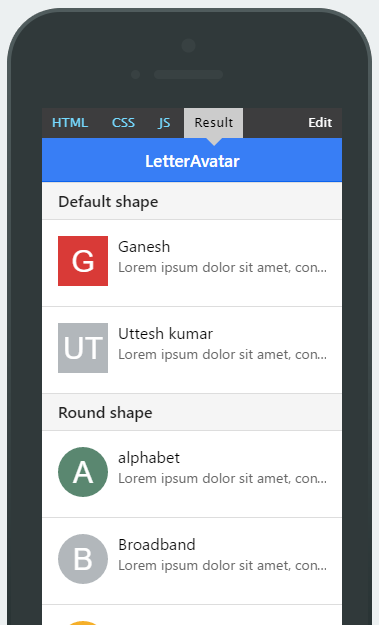 HTML CSS JS Result Edit
LetterAvatar
Default shape
G
Ganesh
Lorem ipsum dolor sit amet, con...
UT
Uttesh kumar
Lorem ipsum dolor sit amet, con...
Round shape
A
alphabet
Lorem ipsum dolor sit amet, con...
B
Broadband
Lorem ipsum dolor sit amet, con...